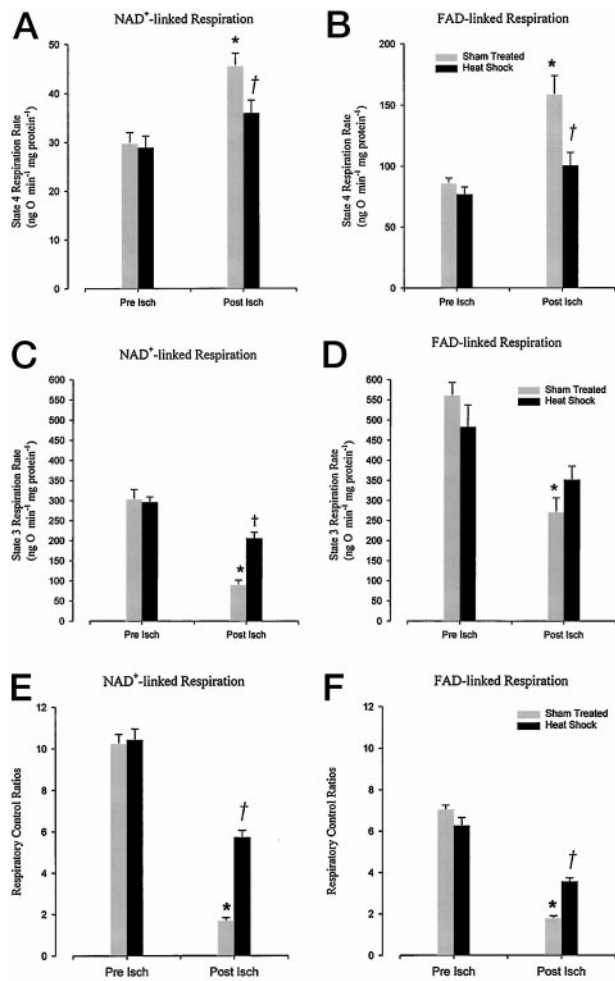 A
NAD⁺-linked Respiration
State 4 Respiration Rate
(ng O min⁻¹ mg protein⁻¹)
50
40
30
20
10
0
*
†
Pre Isch
Post Isch
B
FAD-linked Respiration
State 4 Respiration Rate
(ng O min⁻¹ mg protein⁻¹)
200
150
100
50
0
Sham Treated
Heat Shock
*
†
Pre Isch
Post Isch
C
NAD⁺-linked Respiration
State 3 Respiration Rate
(ng O min⁻¹ mg protein⁻¹)
600
550
500
450
400
350
300
250
200
150
100
50
0
*
†
Pre Isch
Post Isch
D
FAD-linked Respiration
State 3 Respiration Rate
(ng O min⁻¹ mg protein⁻¹)
600
550
500
450
400
350
300
250
200
150
100
50
0
Sham Treated
Heat Shock
*
Pre Isch
Post Isch
E
NAD⁺-linked Respiration
Respiratory Control Ratios
12
10
8
6
4
2
0
*
†
Pre Isch
Post Isch
F
FAD-linked Respiration
Respiratory Control Ratios
12
10
8
6
4
2
0
Sham Treated
Heat Shock
*
†
Pre Isch
Post Isch